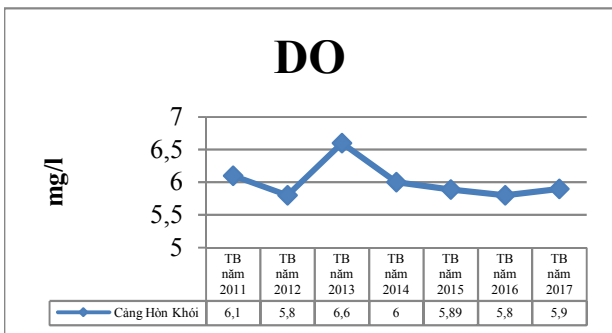 DO
mg/l
7
6,5
6
5,5
5
TB năm 2011 TB năm 2012 TB năm 2013 TB năm 2014 TB năm 2015 TB năm 2016 TB năm 2017
Cảng Hòn Khói 6,1 5,8 6,6 6 5,89 5,8 5,9